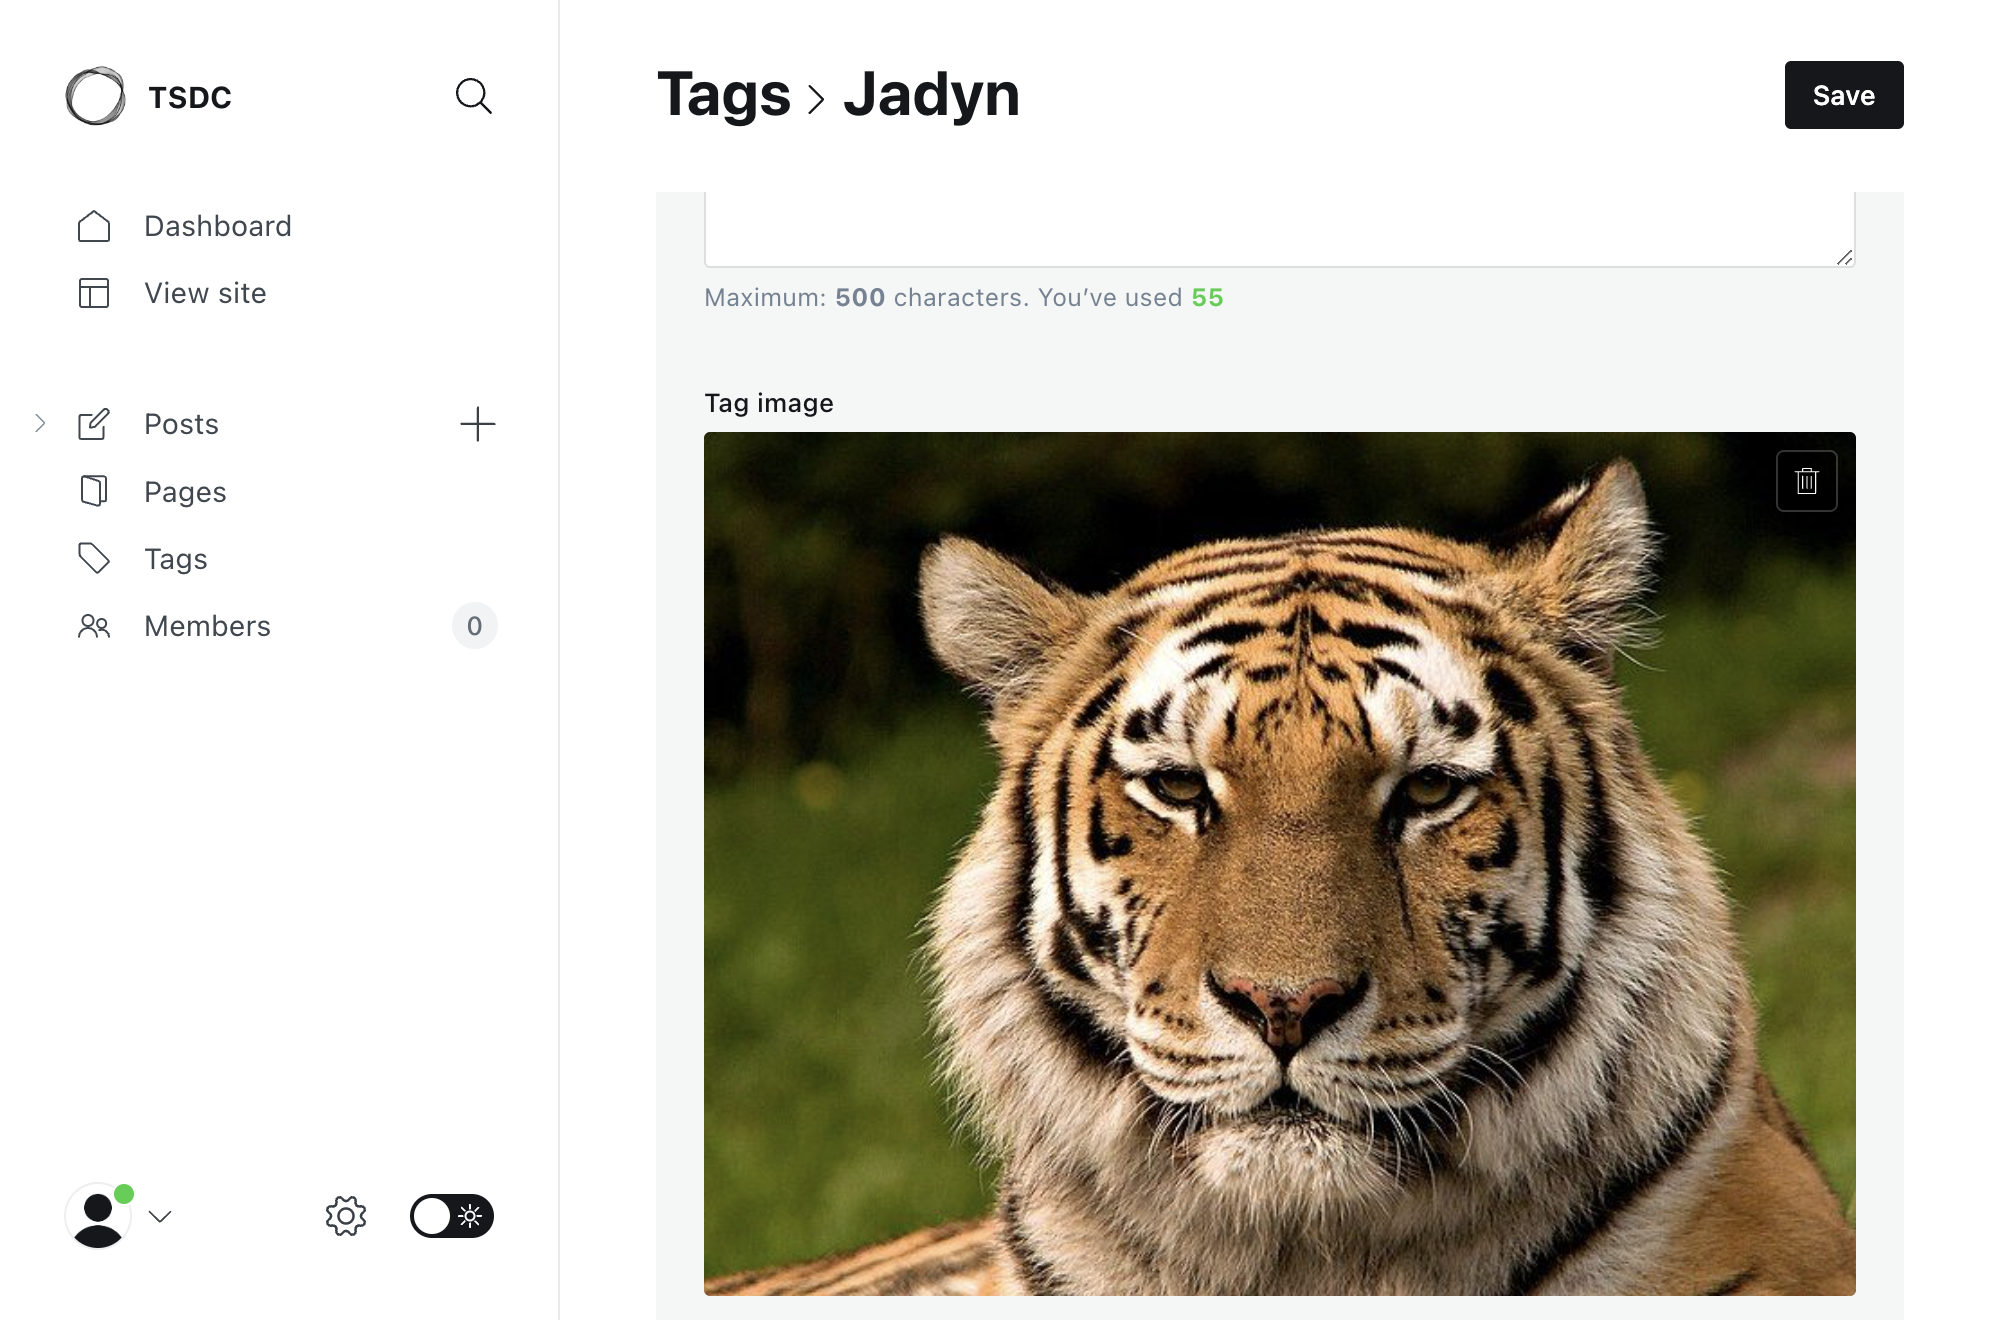 TSDC
Dashboard
View site
Posts
Pages
Tags
Members 0
Tags > Jadyn
Save
Maximum: 500 characters. You’ve used 55
Tag image